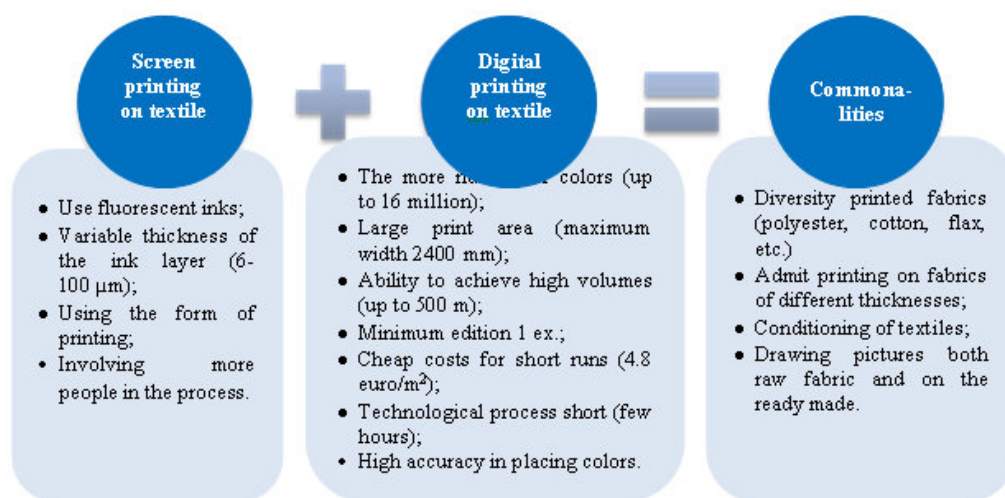 Screen
printing
on textile
● Use fluorescent inks;
● Variable thickness of
the ink layer (6-
100 μm);
● Using the form of
printing;
• Involving more
people in the process.
Digital
printing
on textile
● The more colors (up
to 16 million);
● Large print area (maximum
width 2400 mm);
● Ability to achieve high volumes
(up to 500 m);
● Minimum edition 1 ex.;
● Cheap costs for short runs (4.8
euro/m²);
● Technological process short (few
hours);
• High accuracy in placing colors.
Commona-
lities
● Diversity printed fabrics
(polyester, cotton, flax,
etc.)
● Admit printing on fabrics
of different thicknesses;
● Conditioning of textiles;
● Drawing pictures both
raw fabric and on the
ready made.